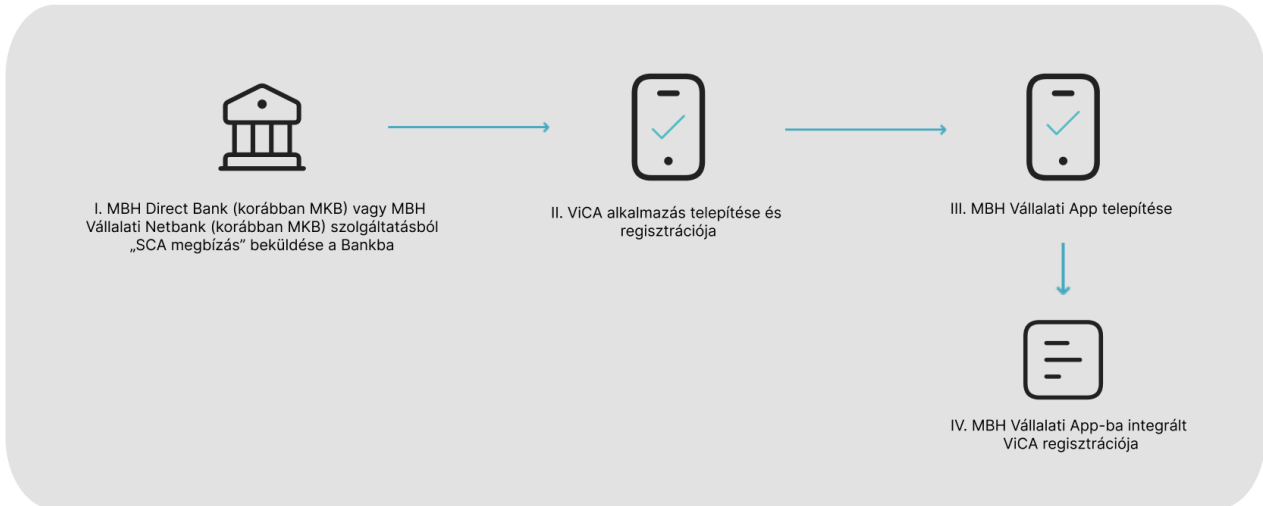 I. MBH Direct Bank (korábban MKB) vagy MBH
Vállalati Netbank (korábban MKB) szolgáltatásból
„SCA megbízás” beküldése a Bankba
II. ViCA alkalmazás telepítése és
regisztrációja
III. MBH Vállalati App telepítése
IV. MBH Vállalati App-ba integrált
ViCA regisztrációja